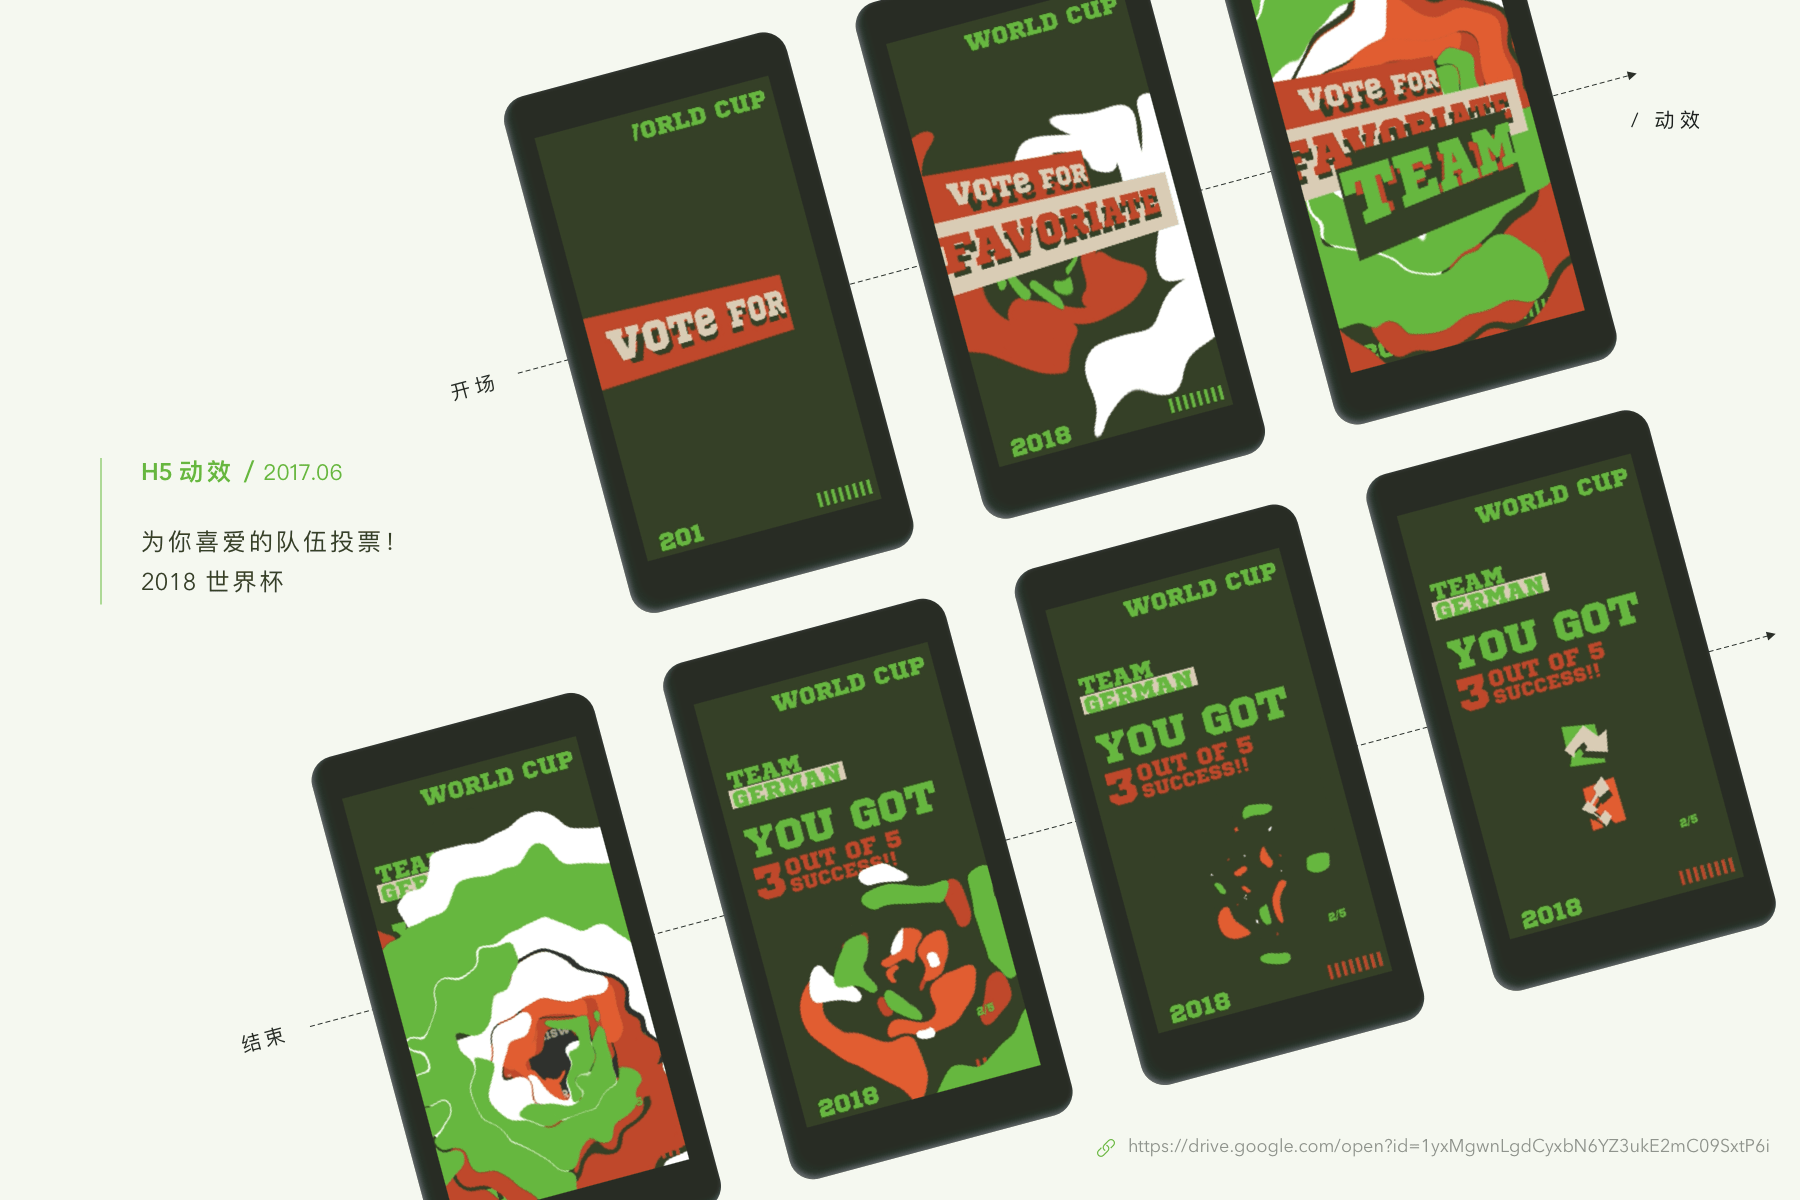 WORLD CUP
VOTe FOR
201
WORLD CUP
VOTe FOR
FAVORIATE
2018
VOTe FOR
FAVORIATE
TEAM
/ 动效
开场
H5 动效 / 2017.06
为你喜爱的队伍投票!
2018 世界杯
WORLD CUP
结束
WORLD CUP
TEAM
GERMAN
YOU GOT
3 OUT OF 5
SUCCESS!!
2/5
2018
WORLD CUP
TEAM
GERMAN
YOU GOT
3 OUT OF 5
SUCCESS!!
2/5
2018
WORLD CUP
TEAM
GERMAN
YOU GOT
3 OUT OF 5
SUCCESS!!
2/5
2018
https://drive.google.com/open?id=1yxMgwnLgdCyxbN6YZ3ukE2mC09SxtP6i